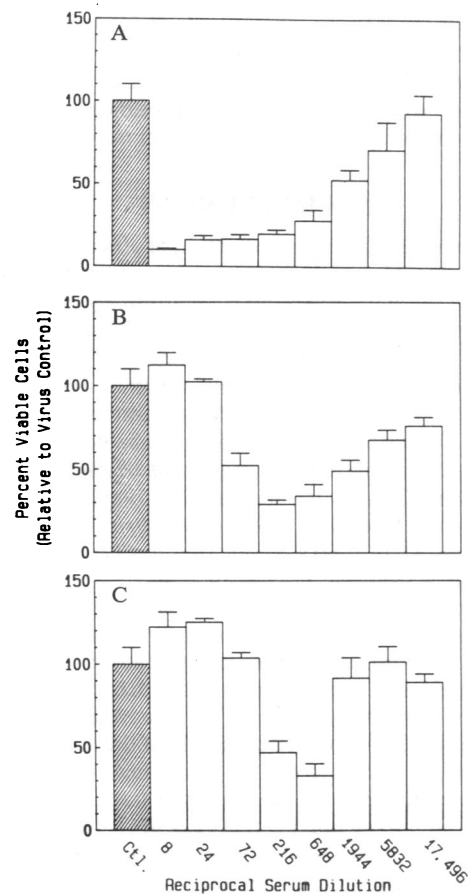 A
150
100
50
0
B
150
100
50
0
C
150
100
50
0
Percent Viable Cells
(Relative to Virus Control)
Ctl. 8 24 72 216 648 1944 5832 17,496
Reciprocal Serum Dilution